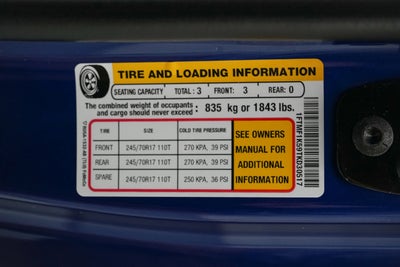 TIRE AND LOADING INFORMATION
SEATING CAPACITY TOTAL: 3 FRONT: 3 REAR: 0
The combined weight of occupants
and cargo should never exceed : 835 kg or 1843 lbs.
TIRE SIZE COLD TIRE PRESSURE
FRONT 245/70R17 110T 270 KPA, 39 PSI
REAR 245/70R17 110T 270 KPA, 39 PSI
SPARE 245/70R17 110T 250 KPA, 36 PSI
SEE OWNERS
MANUAL FOR
ADDITIONAL
INFORMATION
1FTMF1K59TKD30517